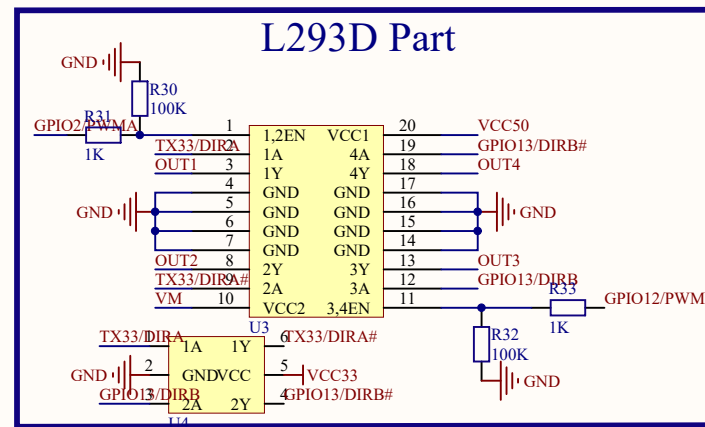 L293D Part
GND
R30
100K
R31
GPIO2/PWMA
1K
1 1,2EN VCC1 20 VCC50
TX33/DIRA 2 1A 4A 19 GPIO13/DIRB#
OUT1 3 1Y 4Y 18 OUT4
4 GND GND 17
GND 5 GND GND 16 GND
6 GND GND 15
7 GND GND 14
OUT2 8 2Y 3Y 13 OUT3
TX33/DIRA# 9 2A 3A 12 GPIO13/DIRB
VM 10 VCC2 3,4EN 11
R33
GPIO12/PWM
1K
U3
R32
100K
GND
TX33/DIRA 1 1A 1Y 6 TX33/DIRA#
GND 2 GND VCC 5 VCC33
GPIO13/DIRB 3 2A 2Y 4 GPIO13/DIRB#
U4